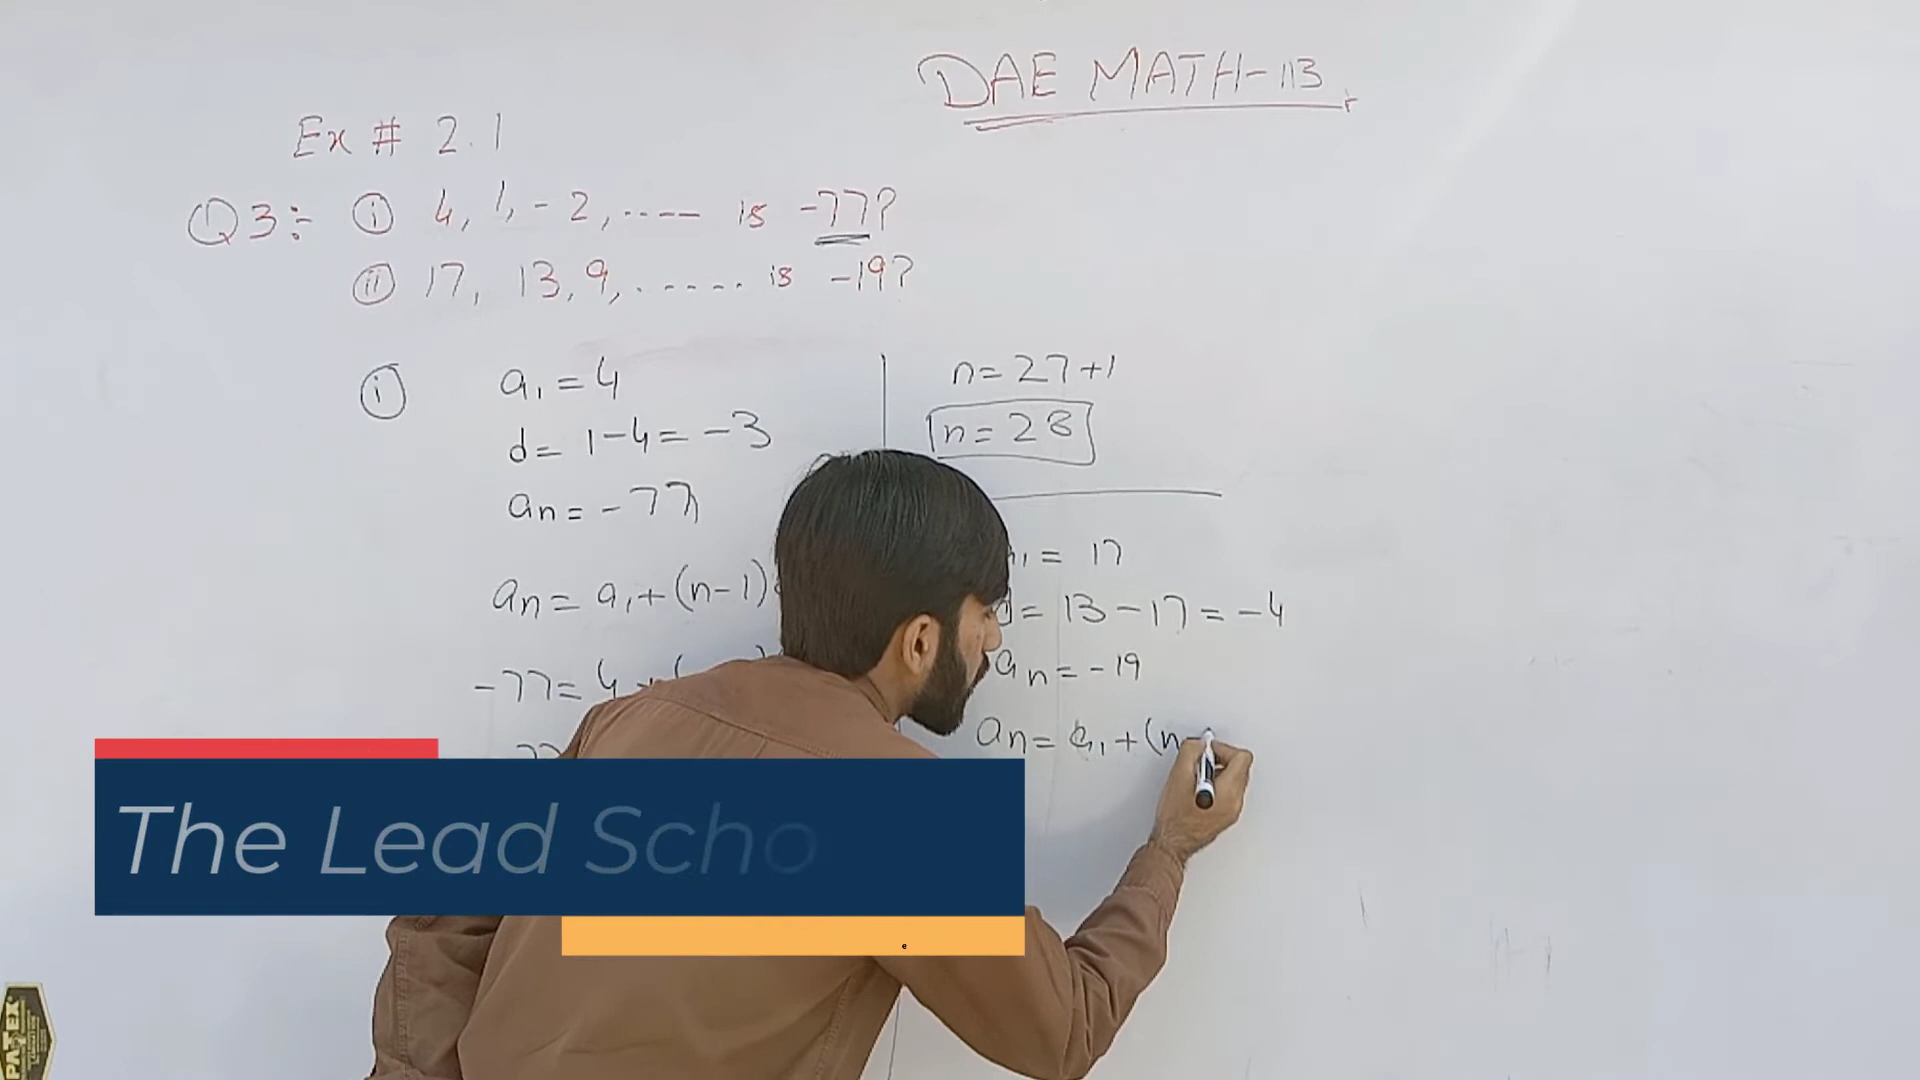 DAE MATH-113
Ex # 2.1
Q3:- (i) 4, 1, -2, ---- is -77?
(ii) 17, 13, 9, ...... is -19?
(i) a₁ = 4
d = 1-4 = -3
an = -77
an = a₁ + (n-1)
-77 = 4 +
n = 27+1
n = 28
₁ = 17
d = 13 - 17 = -4
an = -19
an = a₁ + (n-
The Lead Scho
PATEX